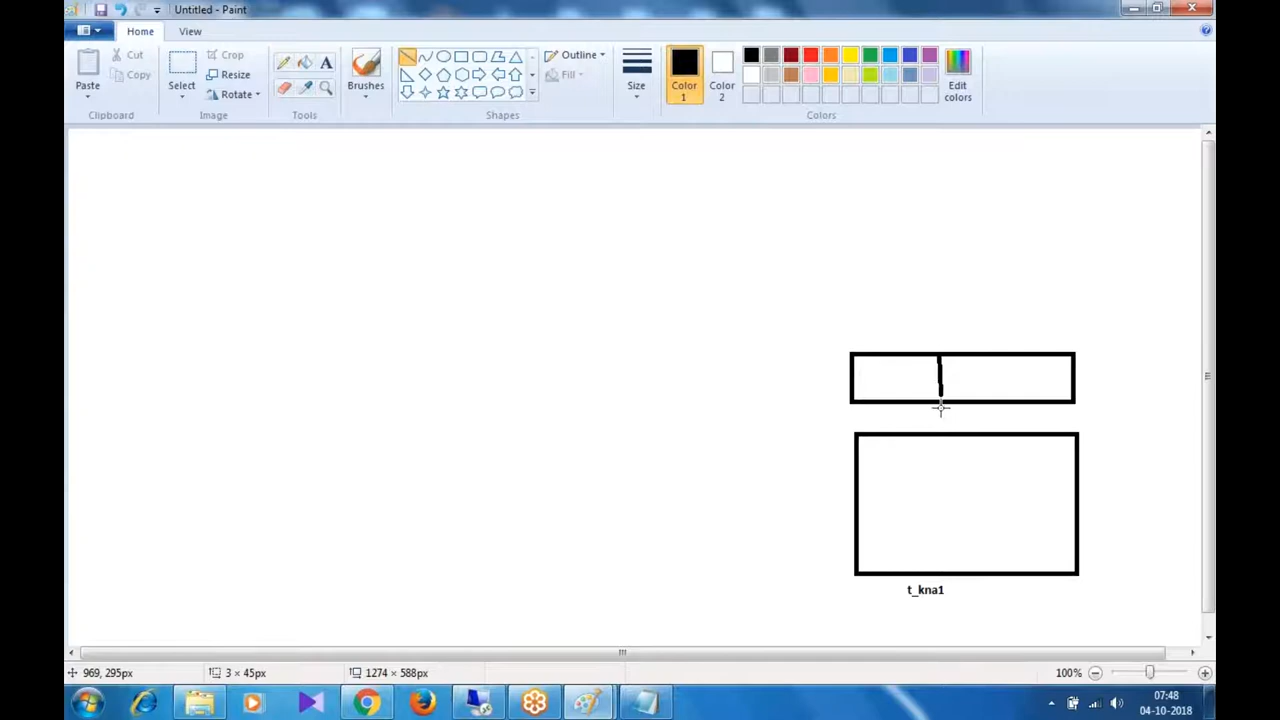 Untitled - Paint
Home View
Paste
Cut
Copy
Clipboard
Select
Crop
Resize
Rotate
Image
Tools
Brushes
Shapes
Outline
Fill
Size
Color 1
Color 2
Edit colors
Colors
t_kna1
969, 295px
3 × 45px
1274 × 588px
100%
07:48
04-10-2018